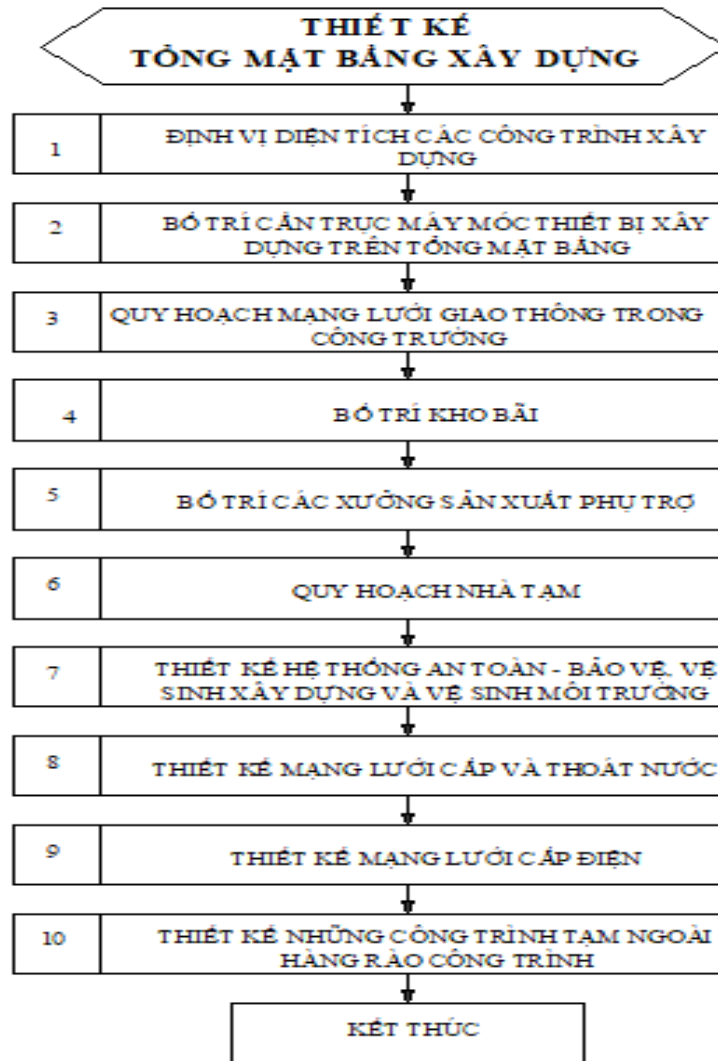 THIẾT KẾ
TỔNG MẶT BẰNG XÂY DỰNG
1
ĐỊNH VỊ DIỆN TÍCH CÁC CÔNG TRÌNH XÂY
DỰNG
2
BỐ TRÍ CẦN TRỤC MÁY MÓC THIẾT BỊ XÂY
DỰNG TRÊN TỔNG MẶT BẰNG
3
QUY HOẠCH MẠNG LƯỚI GIAO THÔNG TRONG
CÔNG TRƯỜNG
4
BỐ TRÍ KHO BÃI
5
BỐ TRÍ CÁC XƯỞNG SẢN XUẤT PHỤ TRỢ
6
QUY HOẠCH NHÀ TẠM
7
THIẾT KẾ HỆ THỐNG AN TOÀN - BẢO VỆ, VỆ
SINH XÂY DỰNG VÀ VỆ SINH MÔI TRƯỜNG
8
THIẾT KẾ MẠNG LƯỚI CẤP VÀ THOÁT NƯỚC
9
THIẾT KẾ MẠNG LƯỚI CẤP ĐIỆN
10
THIẾT KẾ NHỮNG CÔNG TRÌNH TẠM NGOÀI
HÀNG RÀO CÔNG TRÌNH
KẾT THÚC